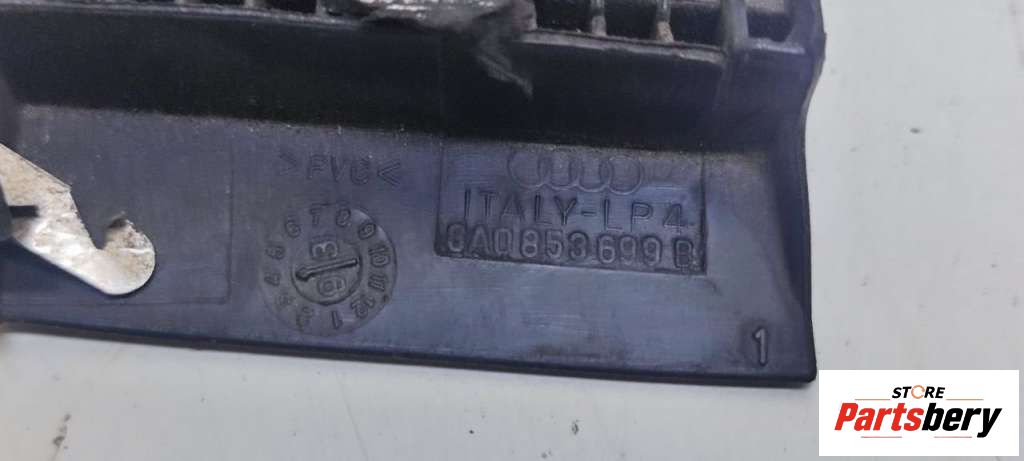 >PVC<
ITALY-LP4
8A0853699B
1
STORE
Partsbery